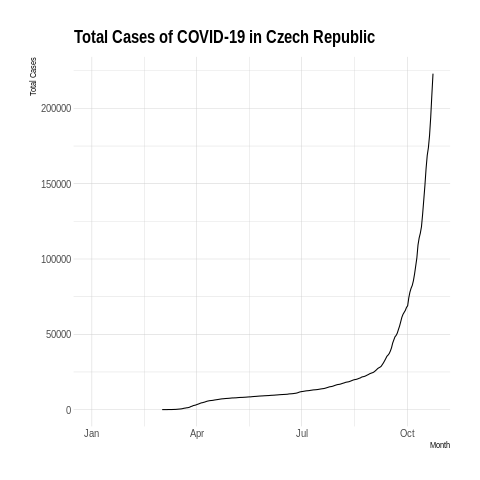 Total Cases of COVID-19 in Czech Republic
Total Cases
200000
150000
100000
50000
0
Jan Apr Jul Oct
Month